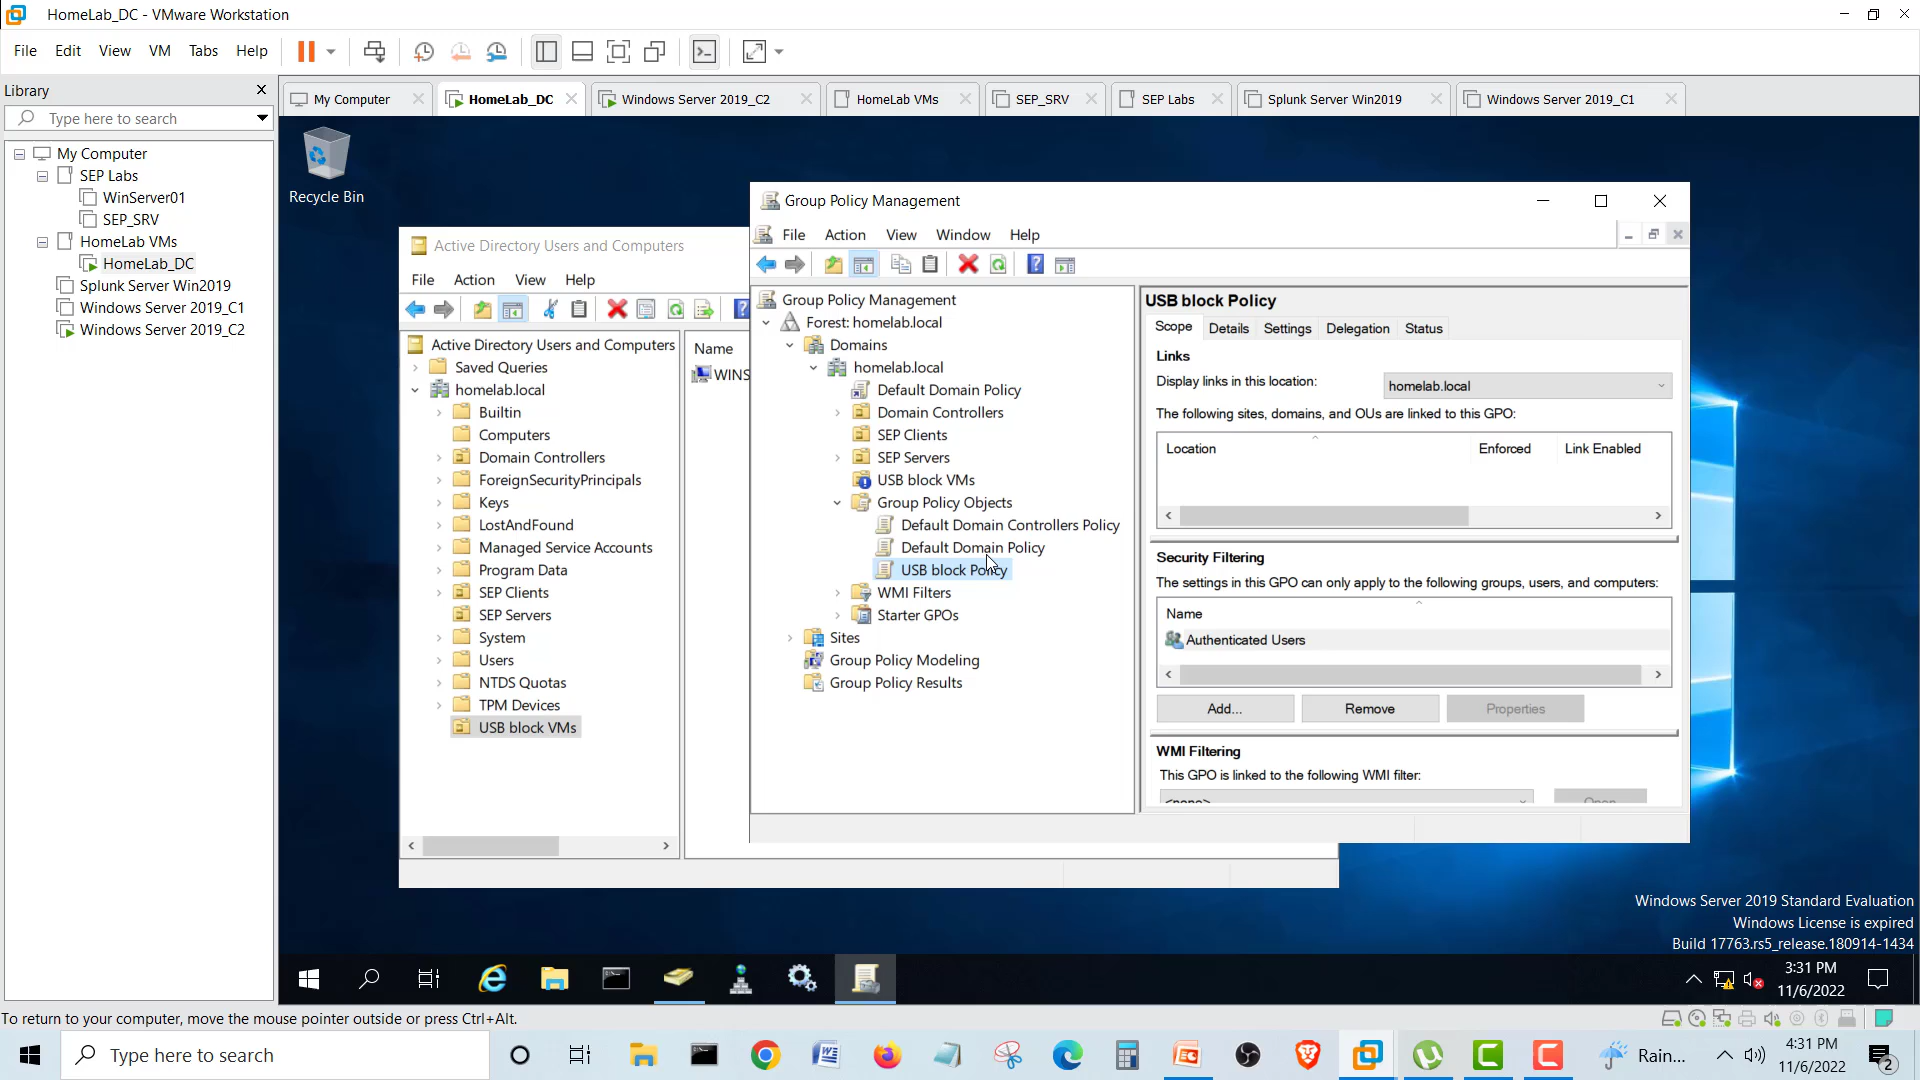 HomeLab_DC - VMware Workstation
File Edit View VM Tabs Help
Library
Type here to search
My Computer
SEP Labs
WinServer01
SEP_SRV
HomeLab VMs
HomeLab_DC
Splunk Server Win2019
Windows Server 2019_C1
Windows Server 2019_C2
My Computer HomeLab_DC Windows Server 2019_C2 HomeLab VMs SEP_SRV SEP Labs Splunk Server Win2019 Windows Server 2019_C1
Recycle Bin
Active Directory Users and Computers
File Action View Help
Active Directory Users and Computers
Saved Queries
homelab.local
Builtin
Computers
Domain Controllers
ForeignSecurityPrincipals
Keys
LostAndFound
Managed Service Accounts
Program Data
SEP Clients
SEP Servers
System
Users
NTDS Quotas
TPM Devices
USB block VMs
Name
WINS
Group Policy Management
File Action View Window Help
Group Policy Management
Forest: homelab.local
Domains
homelab.local
Default Domain Policy
Domain Controllers
SEP Clients
SEP Servers
USB block VMs
Group Policy Objects
Default Domain Controllers Policy
Default Domain Policy
USB block Policy
WMI Filters
Starter GPOs
Sites
Group Policy Modeling
Group Policy Results
USB block Policy
Scope Details Settings Delegation Status
Links
Display links in this location: homelab.local
The following sites, domains, and OUs are linked to this GPO:
Location Enforced Link Enabled
Security Filtering
The settings in this GPO can only apply to the following groups, users, and computers:
Name
Authenticated Users
Add... Remove Properties
WMI Filtering
This GPO is linked to the following WMI filter:
<none> Open
Windows Server 2019 Standard Evaluation
Windows License is expired
Build 17763.rs5_release.180914-1434
3:31 PM
11/6/2022
To return to your computer, move the mouse pointer outside or press Ctrl+Alt.
Type here to search
Rain...
4:31 PM
11/6/2022
2